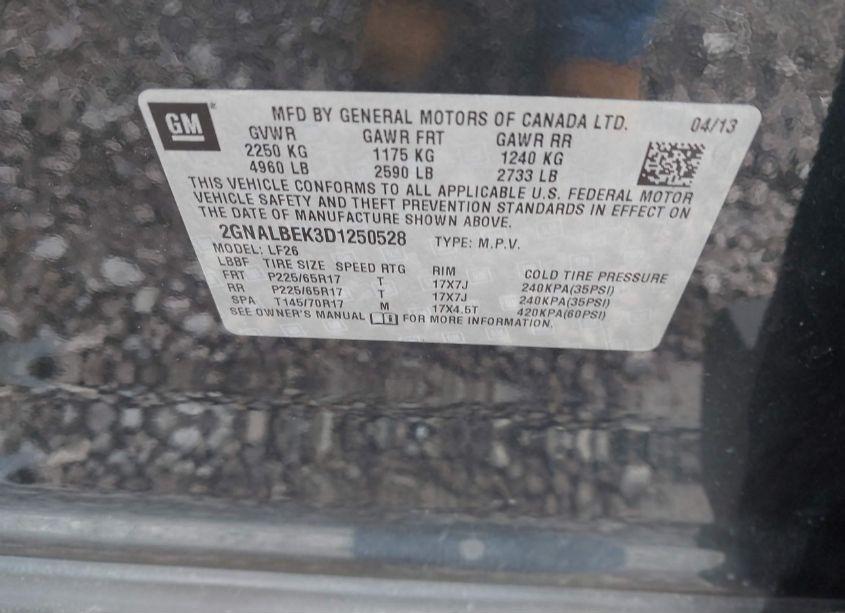 GM
MFD BY GENERAL MOTORS OF CANADA LTD. 04/13
GVWR GAWR FRT GAWR RR
2250 KG 1175 KG 1240 KG
4960 LB 2590 LB 2733 LB
THIS VEHICLE CONFORMS TO ALL APPLICABLE U.S. FEDERAL MOTOR
VEHICLE SAFETY AND THEFT PREVENTION STANDARDS IN EFFECT ON
THE DATE OF MANUFACTURE SHOWN ABOVE.
2GNALBEK3D1250528 TYPE: M.P.V.
MODEL: LF26
LBBF TIRE SIZE SPEED RTG RIM COLD TIRE PRESSURE
FRT P225/65R17 T 17X7J 240KPA(35PSI)
RR P225/65R17 T 17X7J 240KPA(35PSI)
SPA T145/70R17 M 17X4.5T 420KPA(60PSI)
SEE OWNER'S MANUAL FOR MORE INFORMATION.